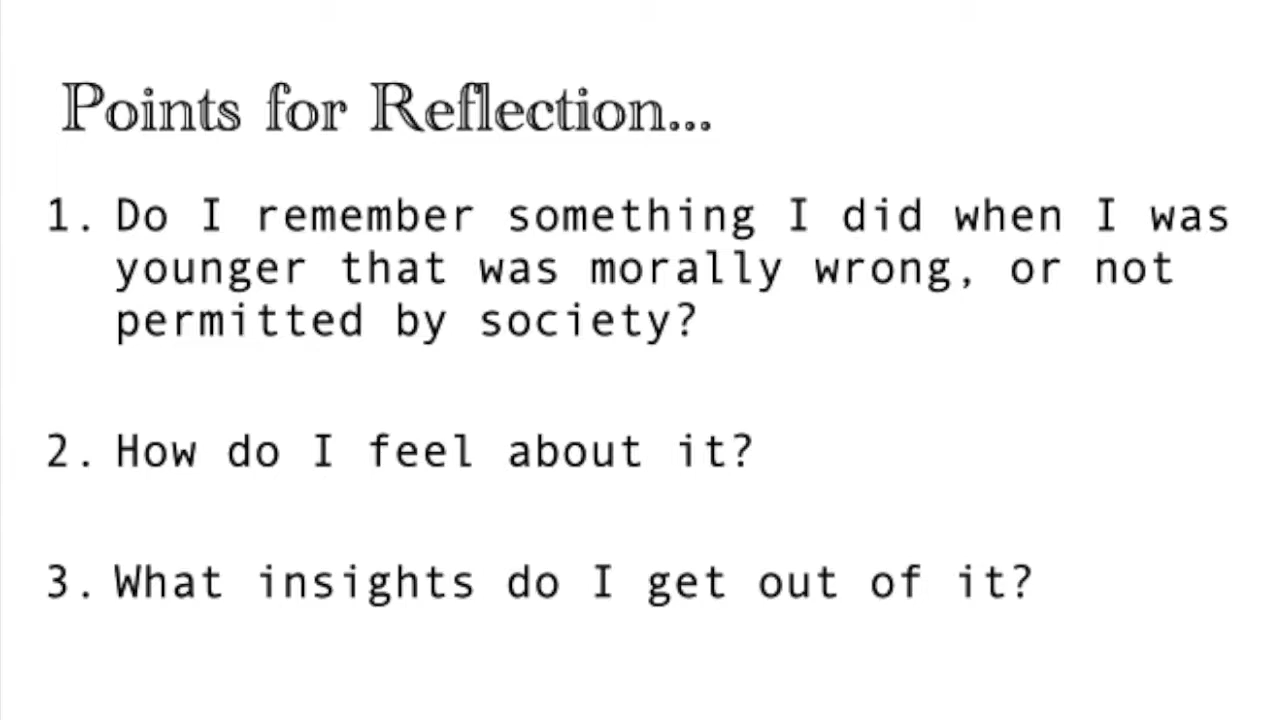 Points for Reflection...
1. Do I remember something I did when I was
younger that was morally wrong, or not
permitted by society?
2. How do I feel about it?
3. What insights do I get out of it?